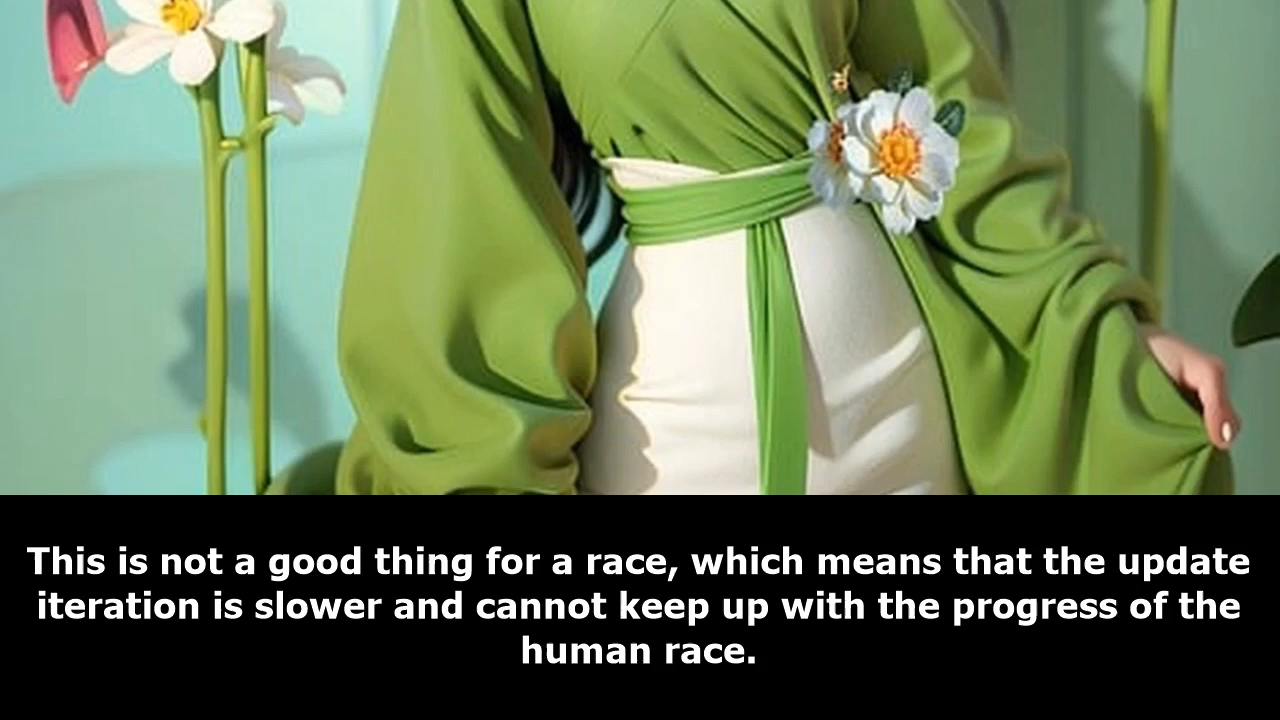 This is not a good thing for a race, which means that the update
iteration is slower and cannot keep up with the progress of the
human race.